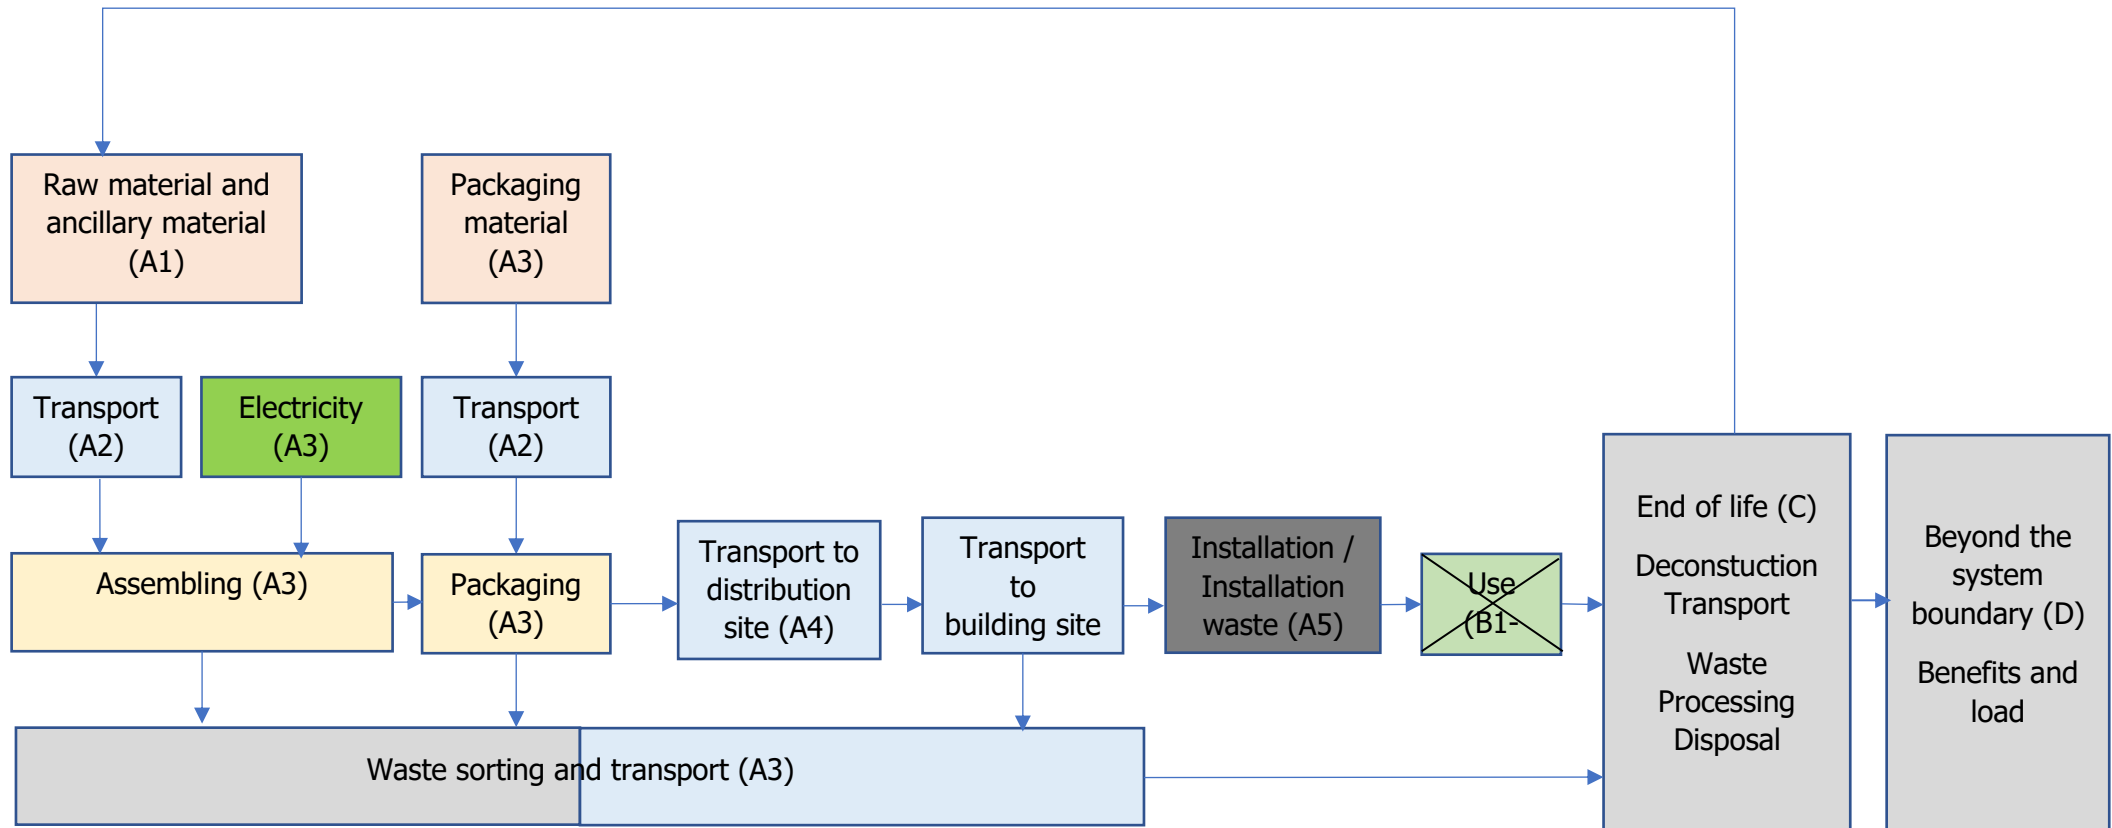 Raw material and
ancillary material
(A1)
Packaging
material
(A3)
Transport
(A2)
Electricity
(A3)
Transport
(A2)
Assembling (A3)
Packaging
(A3)
Transport to
distribution
site (A4)
Transport
to
building site
Installation /
Installation
waste (A5)
Use
(B1-
End of life (C)
Deconstuction
Transport
Waste
Processing
Disposal
Beyond the
system
boundary (D)
Benefits and
load
Waste sorting and transport (A3)